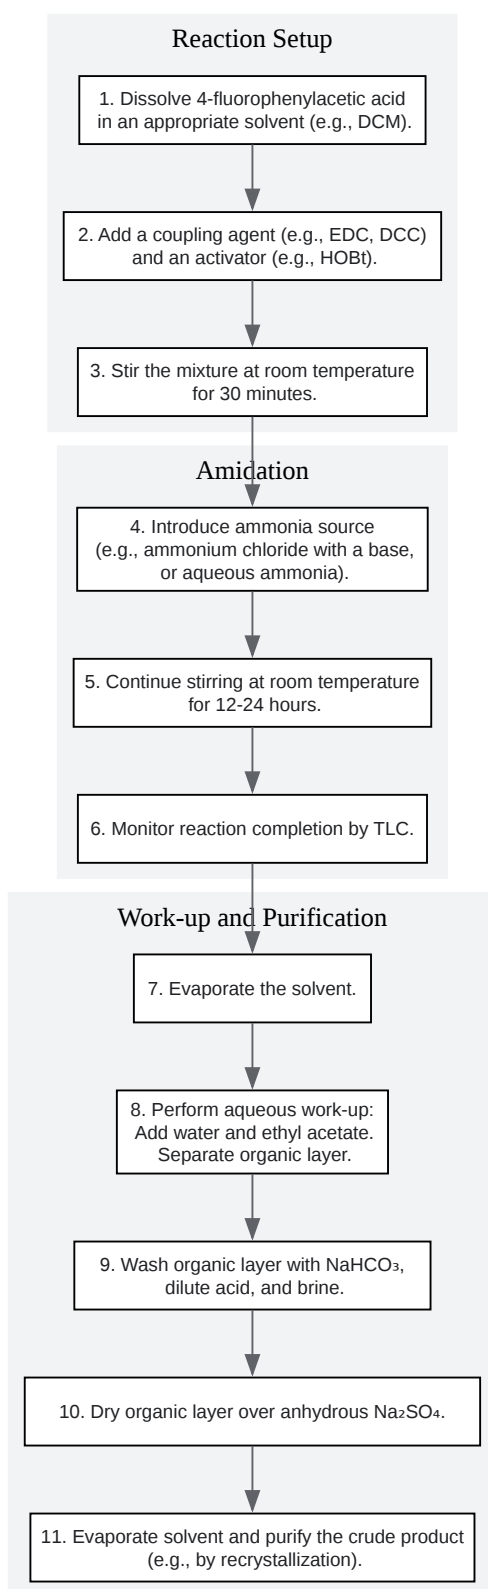 Reaction Setup
1. Dissolve 4-fluorophenylacetic acid
in an appropriate solvent (e.g., DCM).
2. Add a coupling agent (e.g., EDC, DCC)
and an activator (e.g., HOBt).
3. Stir the mixture at room temperature
for 30 minutes.
Amidation
4. Introduce ammonia source
(e.g., ammonium chloride with a base,
or aqueous ammonia).
5. Continue stirring at room temperature
for 12-24 hours.
6. Monitor reaction completion by TLC.
Work-up and Purification
7. Evaporate the solvent.
8. Perform aqueous work-up:
Add water and ethyl acetate.
Separate organic layer.
9. Wash organic layer with NaHCO₃,
dilute acid, and brine.
10. Dry organic layer over anhydrous Na₂SO₄.
11. Evaporate solvent and purify the crude product
(e.g., by recrystallization).